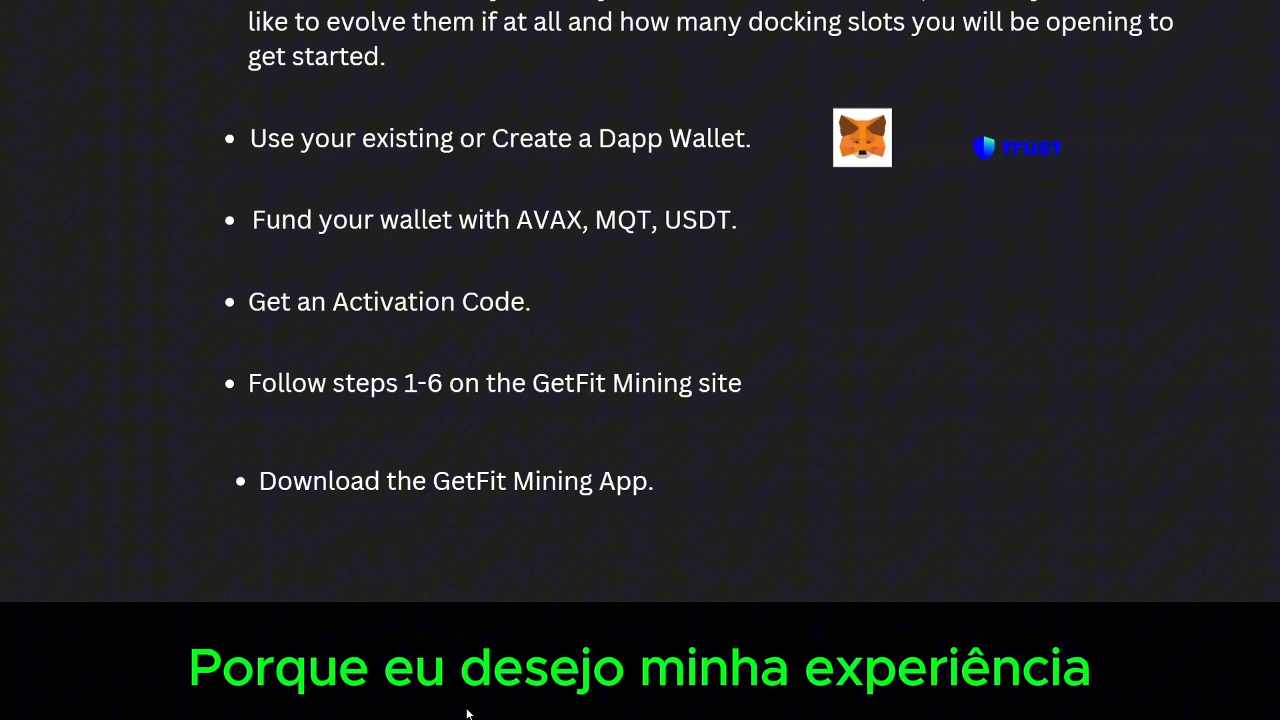 like to evolve them if at all and how many docking slots you will be opening to
get started.
Use your existing or Create a Dapp Wallet.
TRUST
Fund your wallet with AVAX, MQT, USDT.
Get an Activation Code.
Follow steps 1-6 on the GetFit Mining site
Download the GetFit Mining App.
Porque eu desejo minha experiência